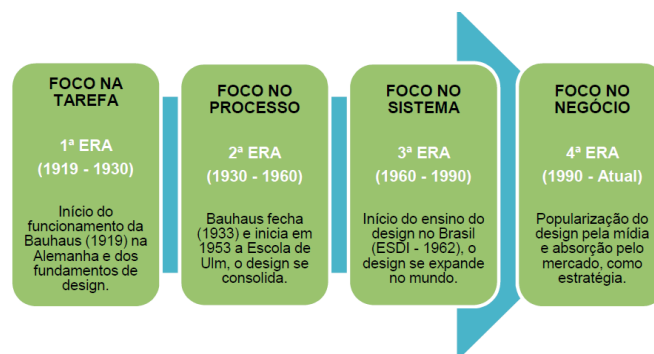 FOCO NA
TAREFA
1ª ERA
(1919 - 1930)
Início do
funcionamento da
Bauhaus (1919) na
Alemanha e dos
fundamentos de
design.
FOCO NO
PROCESSO
2ª ERA
(1930 - 1960)
Bauhaus fecha
(1933) e inicia em
1953 a Escola de
Ulm, o design se
consolida.
FOCO NO
SISTEMA
3ª ERA
(1960 - 1990)
Início do ensino do
design no Brasil
(ESDI - 1962), o
design se expande
no mundo.
FOCO NO
NEGÓCIO
4ª ERA
(1990 - Atual)
Popularização do
design pela mídia
e absorção pelo
mercado, como
estratégia.